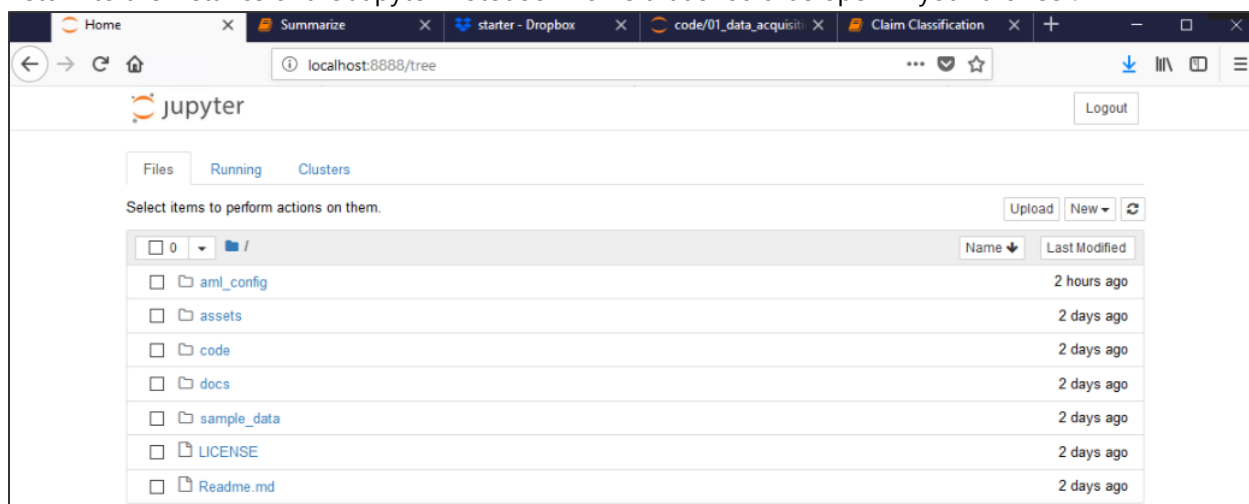 Home Summarize starter - Dropbox code/01_data_acquisiti Claim Classification
localhost:8888/tree
jupyter Logout
Files Running Clusters
Select items to perform actions on them. Upload New
0 / Name Last Modified
aml_config 2 hours ago
assets 2 days ago
code 2 days ago
docs 2 days ago
sample_data 2 days ago
LICENSE 2 days ago
Readme.md 2 days ago